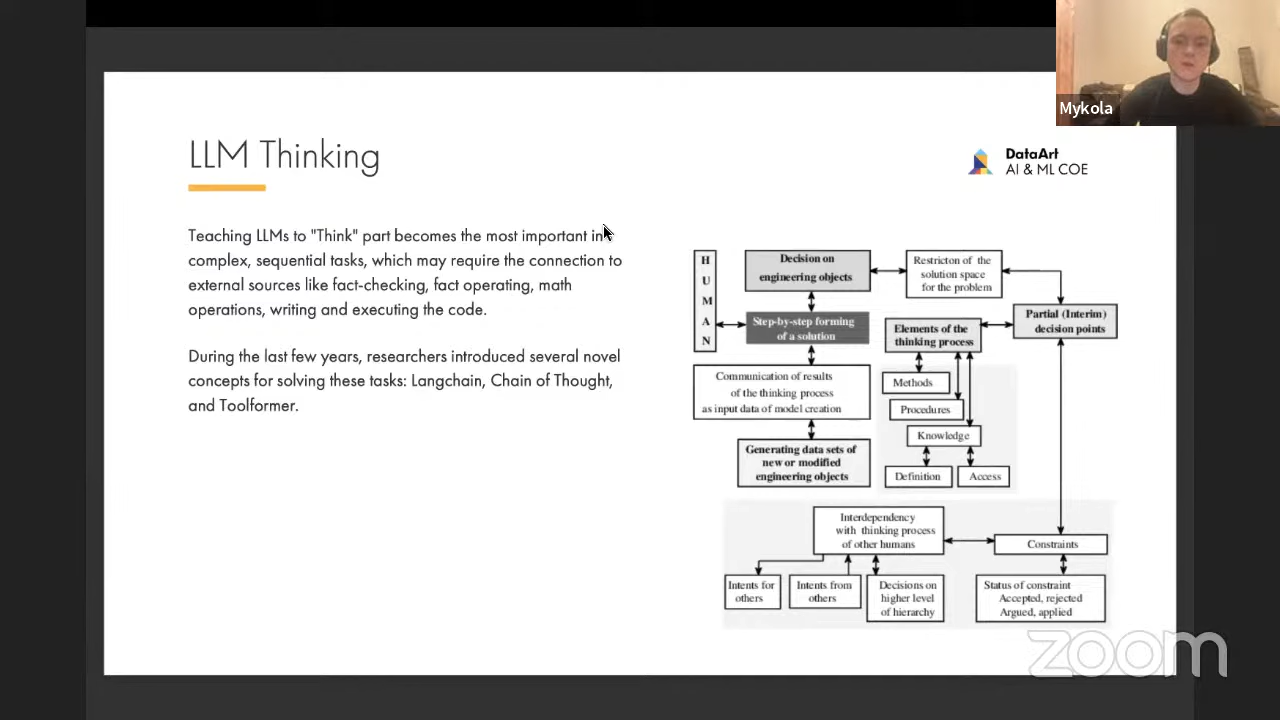 Mykola
LLM Thinking
DataArt
AI & ML COE
Teaching LLMs to "Think" part becomes the most important in
complex, sequential tasks, which may require the connection to
external sources like fact-checking, fact operating, math
operations, writing and executing the code.
During the last few years, researchers introduced several novel
concepts for solving these tasks: Langchain, Chain of Thought,
and Toolformer.
H
U
M
A
N
Decision on
engineering objects
Restricton of the
solution space
for the problem
Step-by-step forming
of a solution
Elements of the
thinking process
Partial (Interim)
decision points
Communication of results
of the thinking process
as input data of model creation
Methods
Procedures
Knowledge
Generating data sets of
new or modified
engineering objects
Definition
Access
Interdependency
with thinking process
of other humans
Constraints
Intents for
others
Intents from
others
Decisions on
higher level
of hierarchy
Status of constraint
Accepted, rejected
Argued, applied
zoom